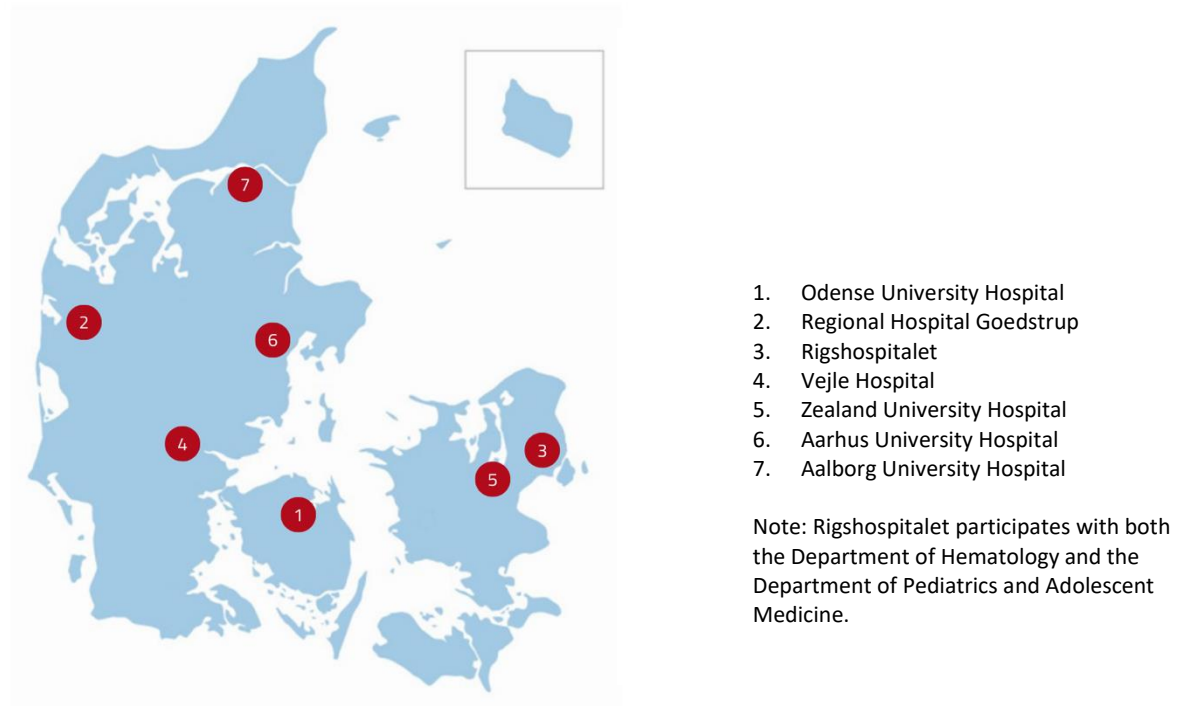 7
2
6
4
3
5
1
1. Odense University Hospital
2. Regional Hospital Goedstrup
3. Rigshospitalet
4. Vejle Hospital
5. Zealand University Hospital
6. Aarhus University Hospital
7. Aalborg University Hospital
Note: Rigshospitalet participates with both
the Department of Hematology and the
Department of Pediatrics and Adolescent
Medicine.